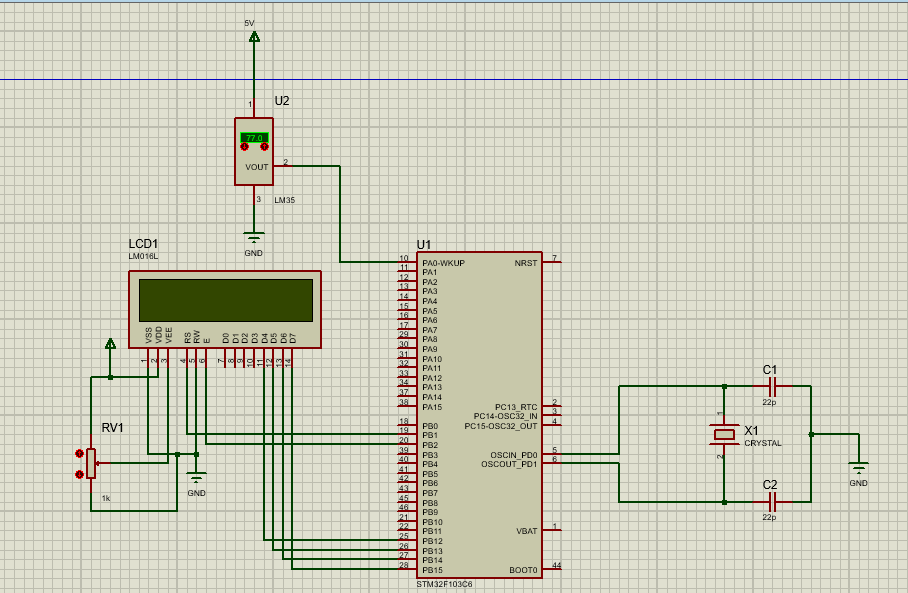 5V
U2
1
77.0
VOUT
2
3
LM35
GND
LCD1
LM016L
VSS
VDD
VEE
RS
RW
E
D0
D1
D2
D3
D4
D5
D6
D7
1
2
3
4
5
6
7
8
9
10
11
12
13
14
RV1
1k
GND
U1
10 PA0-WKUP
11 PA1
12 PA2
13 PA3
14 PA4
15 PA5
16 PA6
17 PA7
29 PA8
30 PA9
31 PA10
32 PA11
33 PA12
34 PA13
37 PA14
38 PA15
18 PB0
19 PB1
20 PB2
39 PB3
40 PB4
41 PB5
42 PB6
43 PB7
45 PB8
46 PB9
21 PB10
22 PB11
25 PB12
26 PB13
27 PB14
28 PB15
NRST 7
PC13_RTC 2
PC14-OSC32_IN 3
PC15-OSC32_OUT 4
OSCIN_PD0 5
OSCOUT_PD1 6
VBAT 1
BOOT0 44
STM32F103C6
C1
22p
1
X1
CRYSTAL
2
C2
22p
GND